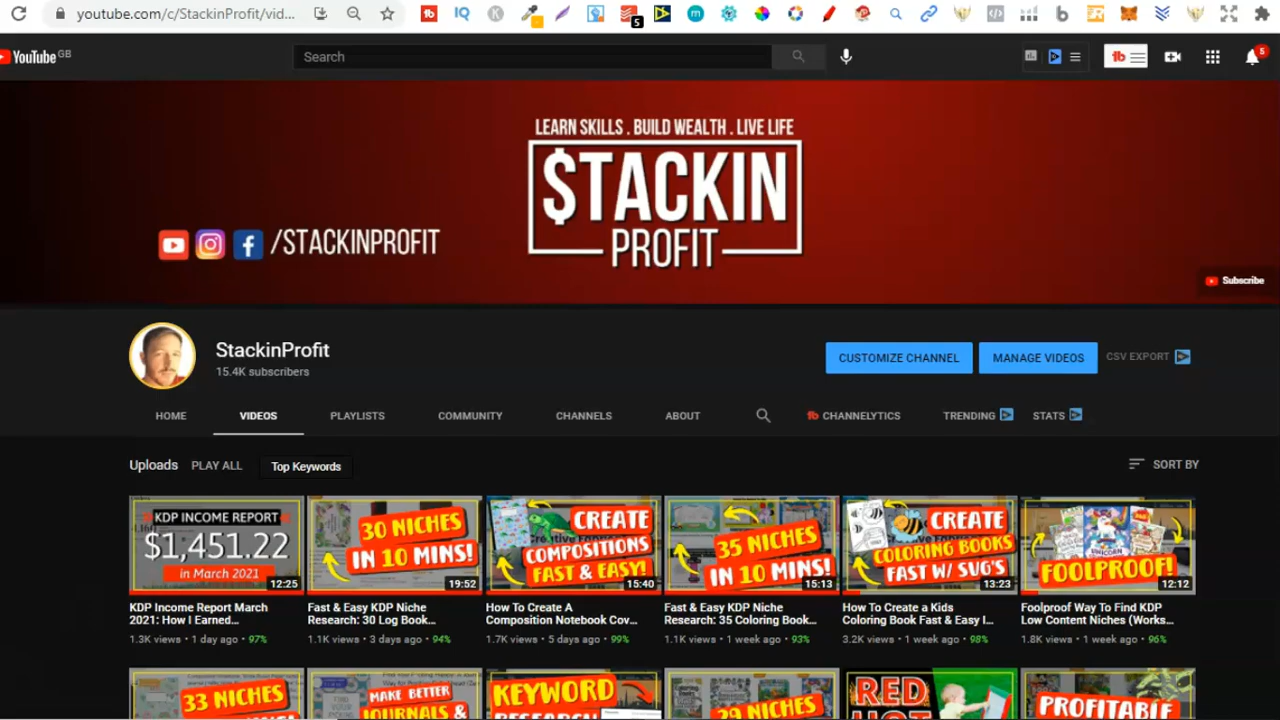 youtube.com/c/StackinProfit/vid...
5
YouTube GB
Search
5
LEARN SKILLS . BUILD WEALTH . LIVE LIFE
$TACKIN
PROFIT
/STACKINPROFIT
Subscribe
StackinProfit
15.4K subscribers
CUSTOMIZE CHANNEL
MANAGE VIDEOS
CSV EXPORT
HOME
VIDEOS
PLAYLISTS
COMMUNITY
CHANNELS
ABOUT
CHANNELYTICS
TRENDING
STATS
Uploads
PLAY ALL
Top Keywords
SORT BY
KDP INCOME REPORT
$1,451.22
in March 2021
12:25
KDP Income Report March
2021: How I Earned...
1.3K views • 1 day ago • 97%
30 NICHES
IN 10 MINS!
19:52
Fast & Easy KDP Niche
Research: 30 Log Book...
1.1K views • 3 days ago • 94%
CREATE
COMPOSITIONS
FAST & EASY!
15:40
How To Create A
Composition Notebook Cov...
1.7K views • 5 days ago • 99%
35 NICHES
IN 10 MINS!
15:13
Fast & Easy KDP Niche
Research: 35 Coloring Book...
1.1K views • 1 week ago • 93%
CREATE
COLORING BOOKS
FAST W/ SVG'S
13:23
How To Create a Kids
Coloring Book Fast & Easy I...
3.2K views • 1 week ago • 98%
UNICORN
FOOLPROOF!
12:12
Foolproof Way To Find KDP
Low Content Niches (Works...
1.8K views • 1 week ago • 96%
33 NICHES
MAKE BETTER
JOURNALS &
KEYWORD
RESEARCH
29 NICHES
RED
HOT
PROFITABLE